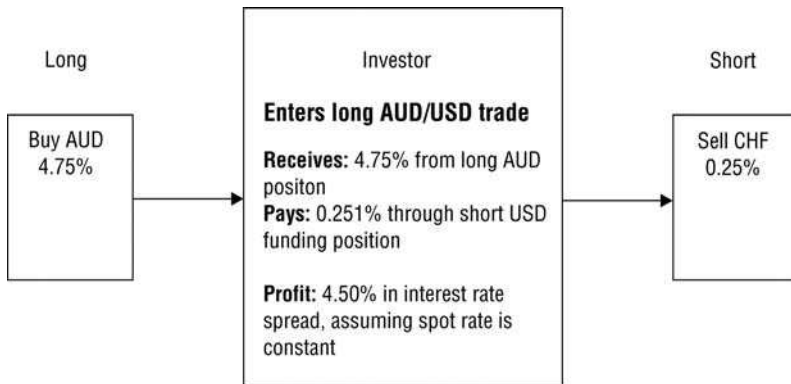 Long
Investor
Short
Buy AUD
4.75%
Enters long AUD/USD trade
Receives: 4.75% from long AUD
positon
Pays: 0.251% through short USD
funding position
Profit: 4.50% in interest rate
spread, assuming spot rate is
constant
Sell CHF
0.25%